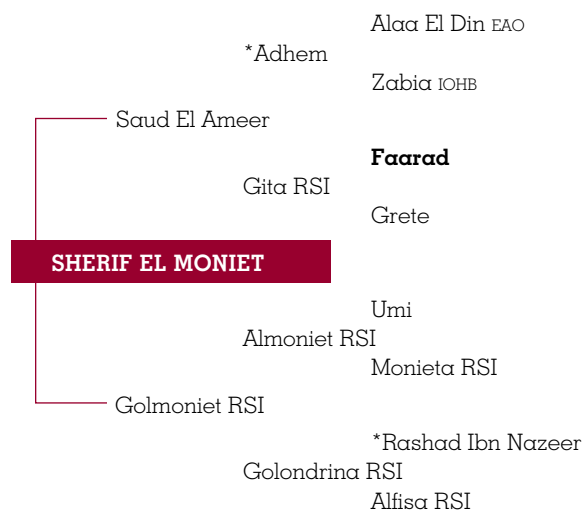 Alaa El Din EAO
*Adhem
Zabia IOHB
Saud El Ameer
Faarad
Gita RSI
Grete
SHERIF EL MONIET
Umi
Almoniet RSI
Monieta RSI
Golmoniet RSI
*Rashad Ibn Nazeer
Golondrina RSI
Alfisa RSI